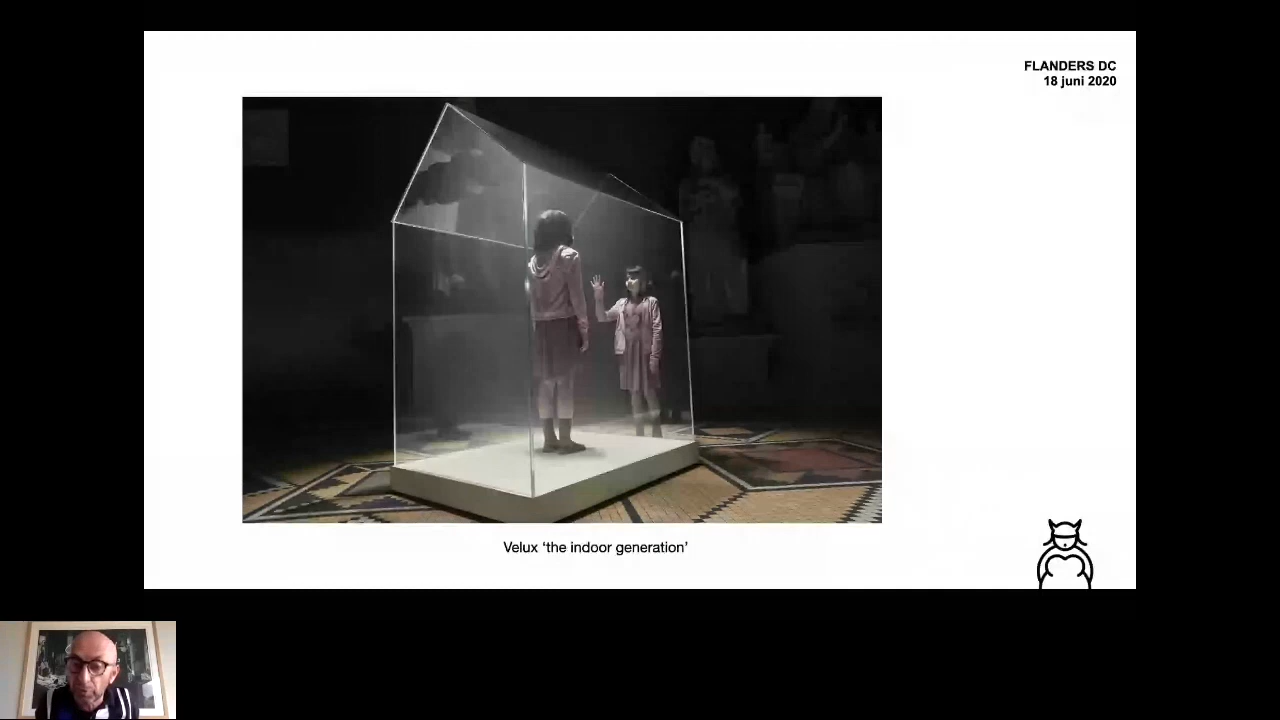 FLANDERS DC
18 juni 2020
Velux ‘the indoor generation’